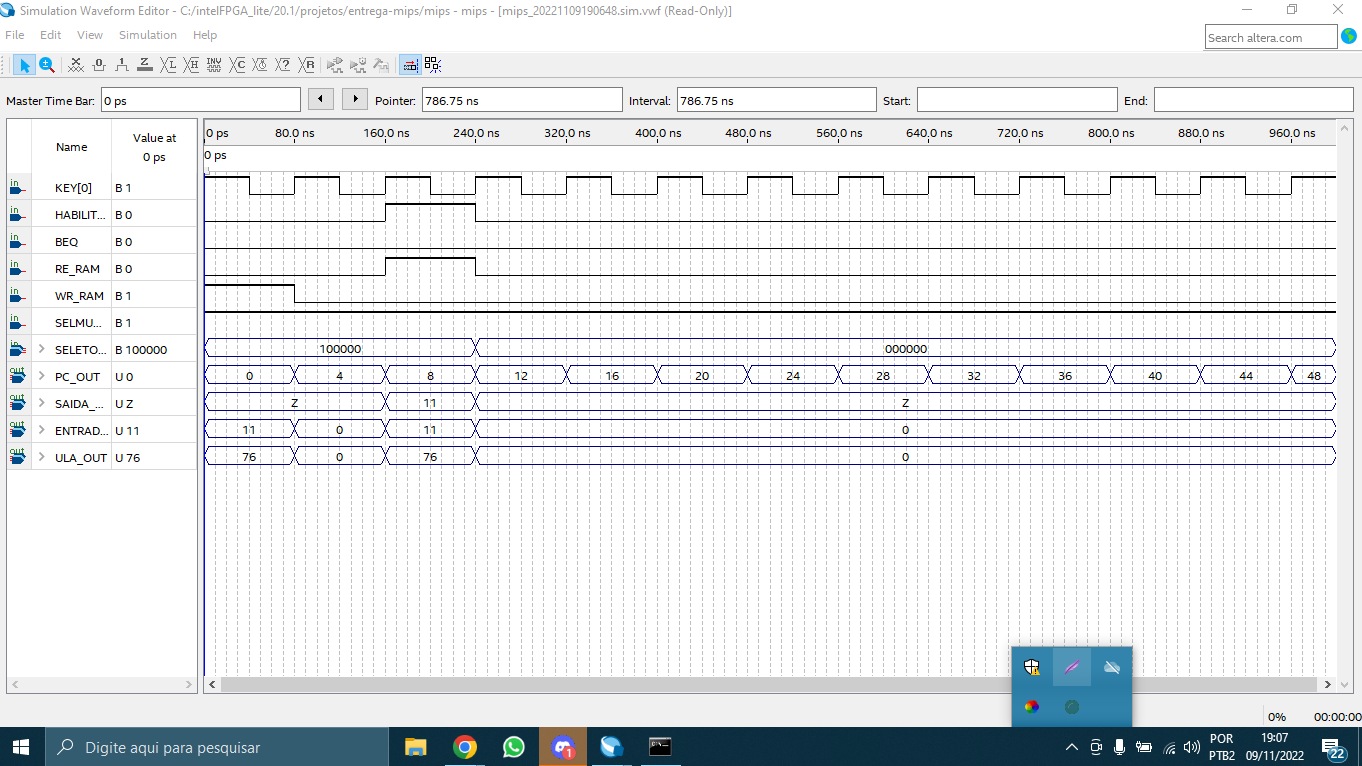 Simulation Waveform Editor - C:/intelFPGA_lite/20.1/projetos/entrega-mips/mips - mips - [mips_20221109190648.sim.vwf (Read-Only)]
File Edit View Simulation Help
Search altera.com
Master Time Bar: 0 ps Pointer: 786.75 ns Interval: 786.75 ns Start: End:
Name Value at 0 ps
0 ps 80.0 ns 160.0 ns 240.0 ns 320.0 ns 400.0 ns 480.0 ns 560.0 ns 640.0 ns 720.0 ns 800.0 ns 880.0 ns 960.0 ns
0 ps
KEY[0] B 1
HABILIT... B 0
BEQ B 0
RE_RAM B 0
WR_RAM B 1
SELMU... B 1
SELETO... B 100000 100000 000000
PC_OUT U 0 0 4 8 12 16 20 24 28 32 36 40 44 48
SAIDA_... U Z Z 11 Z
ENTRAD... U 11 11 0 11 0
ULA_OUT U 76 76 0 76 0
0% 00:00:00
Digite aqui para pesquisar
1
POR
PTB2
19:07
09/11/2022
22